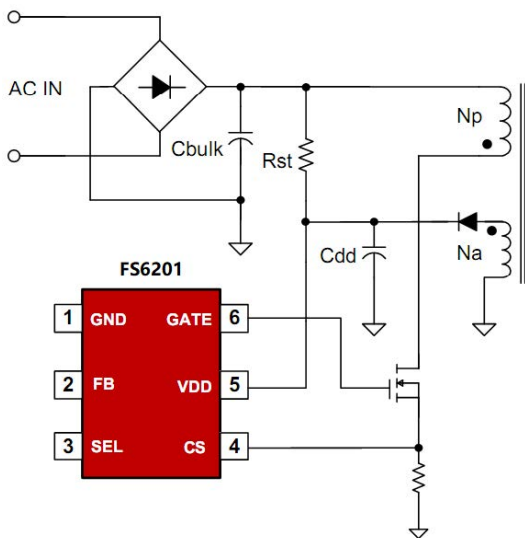 AC IN
Cbulk
Rst
Np
Cdd
Na
FS6201
1 GND GATE 6
2 FB VDD 5
3 SEL CS 4